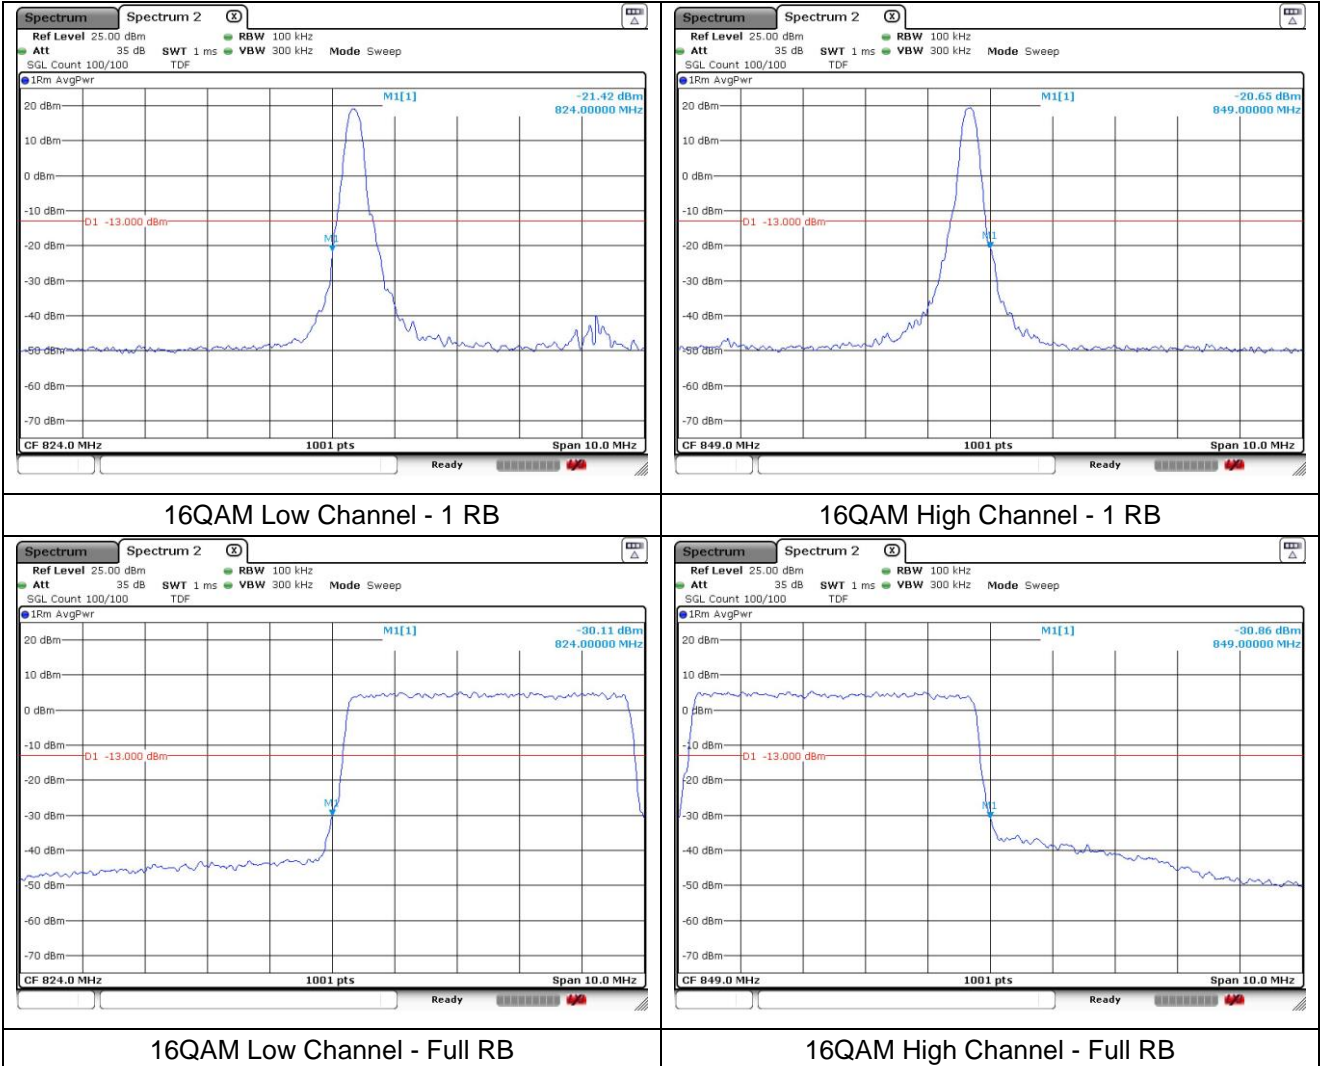 Spectrum Spectrum 2 X
Ref Level 25.00 dBm RBW 100 kHz
Att 35 dB SWT 1 ms VBW 300 kHz Mode Sweep
SGL Count 100/100 TDF
1Rm AvgPwr
M1[1] -21.42 dBm
824.00000 MHz
20 dBm
10 dBm
0 dBm
-10 dBm
D1 -13.000 dBm
M1
-20 dBm
-30 dBm
-40 dBm
-50 dBm
-60 dBm
-70 dBm
CF 824.0 MHz 1001 pts Span 10.0 MHz
Ready
16QAM Low Channel - 1 RB
Spectrum Spectrum 2 X
Ref Level 25.00 dBm RBW 100 kHz
Att 35 dB SWT 1 ms VBW 300 kHz Mode Sweep
SGL Count 100/100 TDF
1Rm AvgPwr
M1[1] -20.65 dBm
849.00000 MHz
20 dBm
10 dBm
0 dBm
-10 dBm
D1 -13.000 dBm
M1
-20 dBm
-30 dBm
-40 dBm
-50 dBm
-60 dBm
-70 dBm
CF 849.0 MHz 1001 pts Span 10.0 MHz
Ready
16QAM High Channel - 1 RB
Spectrum Spectrum 2 X
Ref Level 25.00 dBm RBW 100 kHz
Att 35 dB SWT 1 ms VBW 300 kHz Mode Sweep
SGL Count 100/100 TDF
1Rm AvgPwr
M1[1] -30.11 dBm
824.00000 MHz
20 dBm
10 dBm
0 dBm
-10 dBm
D1 -13.000 dBm
-20 dBm
M1
-30 dBm
-40 dBm
-50 dBm
-60 dBm
-70 dBm
CF 824.0 MHz 1001 pts Span 10.0 MHz
Ready
16QAM Low Channel - Full RB
Spectrum Spectrum 2 X
Ref Level 25.00 dBm RBW 100 kHz
Att 35 dB SWT 1 ms VBW 300 kHz Mode Sweep
SGL Count 100/100 TDF
1Rm AvgPwr
M1[1] -30.86 dBm
849.00000 MHz
20 dBm
10 dBm
0 dBm
-10 dBm
D1 -13.000 dBm
-20 dBm
M1
-30 dBm
-40 dBm
-50 dBm
-60 dBm
-70 dBm
CF 849.0 MHz 1001 pts Span 10.0 MHz
Ready
16QAM High Channel - Full RB